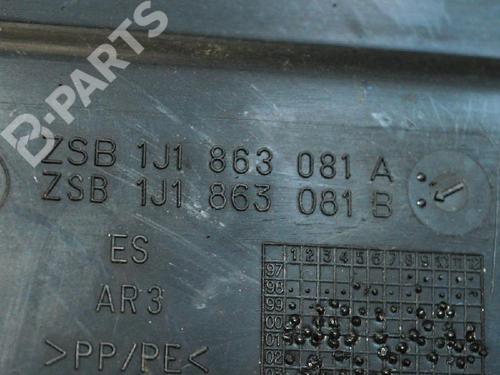 B-PARTS
ZSB 1J1 863 081 A
ZSB 1J1 863 081 B
ES
AR3
>PP/PE<
1 2 3 4 5 6 7 8 9 10 11 12
97
98
99
00
01
02